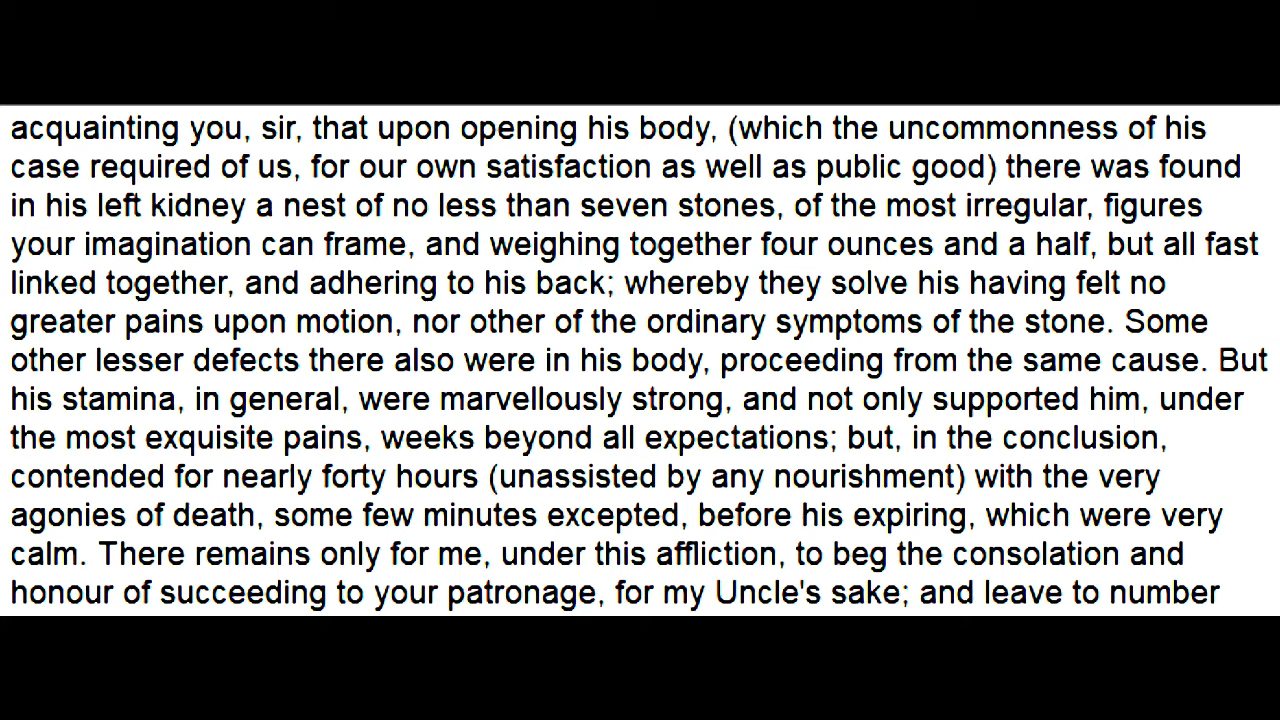 acquainting you, sir, that upon opening his body, (which the uncommonness of his
case required of us, for our own satisfaction as well as public good) there was found
in his left kidney a nest of no less than seven stones, of the most irregular, figures
your imagination can frame, and weighing together four ounces and a half, but all fast
linked together, and adhering to his back; whereby they solve his having felt no
greater pains upon motion, nor other of the ordinary symptoms of the stone. Some
other lesser defects there also were in his body, proceeding from the same cause. But
his stamina, in general, were marvellously strong, and not only supported him, under
the most exquisite pains, weeks beyond all expectations; but, in the conclusion,
contended for nearly forty hours (unassisted by any nourishment) with the very
agonies of death, some few minutes excepted, before his expiring, which were very
calm. There remains only for me, under this affliction, to beg the consolation and
honour of succeeding to your patronage, for my Uncle's sake; and leave to number